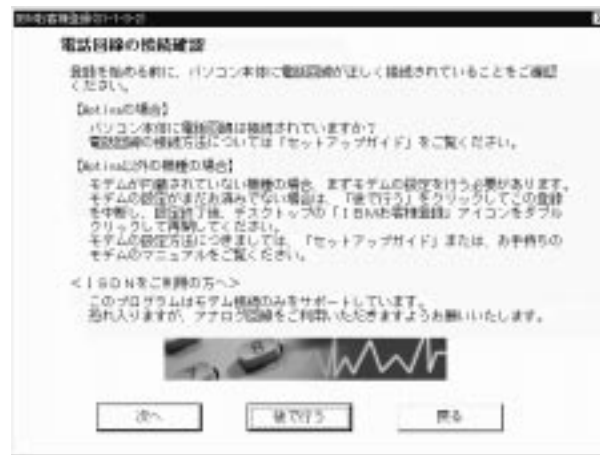 IBMお客様登録(31-1-3-2)
電話回線の接続確認
登録を始める前に、パソコン本体に電話回線が正しく接続されていることをご確認
ください。
【Aptivaの場合】
パソコン本体に電話回線は接続されていますか?
電話回線の接続方法については「セットアップガイド」をご覧ください。
【Aptiva以外の機種の場合】
モデムが内蔵されていない機種の場合、まずモデムの設定を行う必要があります。
モデムの設定がまだお済みでない場合は、「後で行う」をクリックしてこの登録
を中断し、設定終了後、デスクトップの「IBMお客様登録」アイコンをダブル
クリックして再開してください。
モデムの設定方法につきましては、「セットアップガイド」または、お手持ちの
モデムのマニュアルをご覧ください。
<ISDNをご利用の方へ>
このプログラムはモデム接続のみをサポートしています。
恐れ入りますが、アナログ回線をご利用いただきますようお願いいたします。
次へ
後で行う
戻る